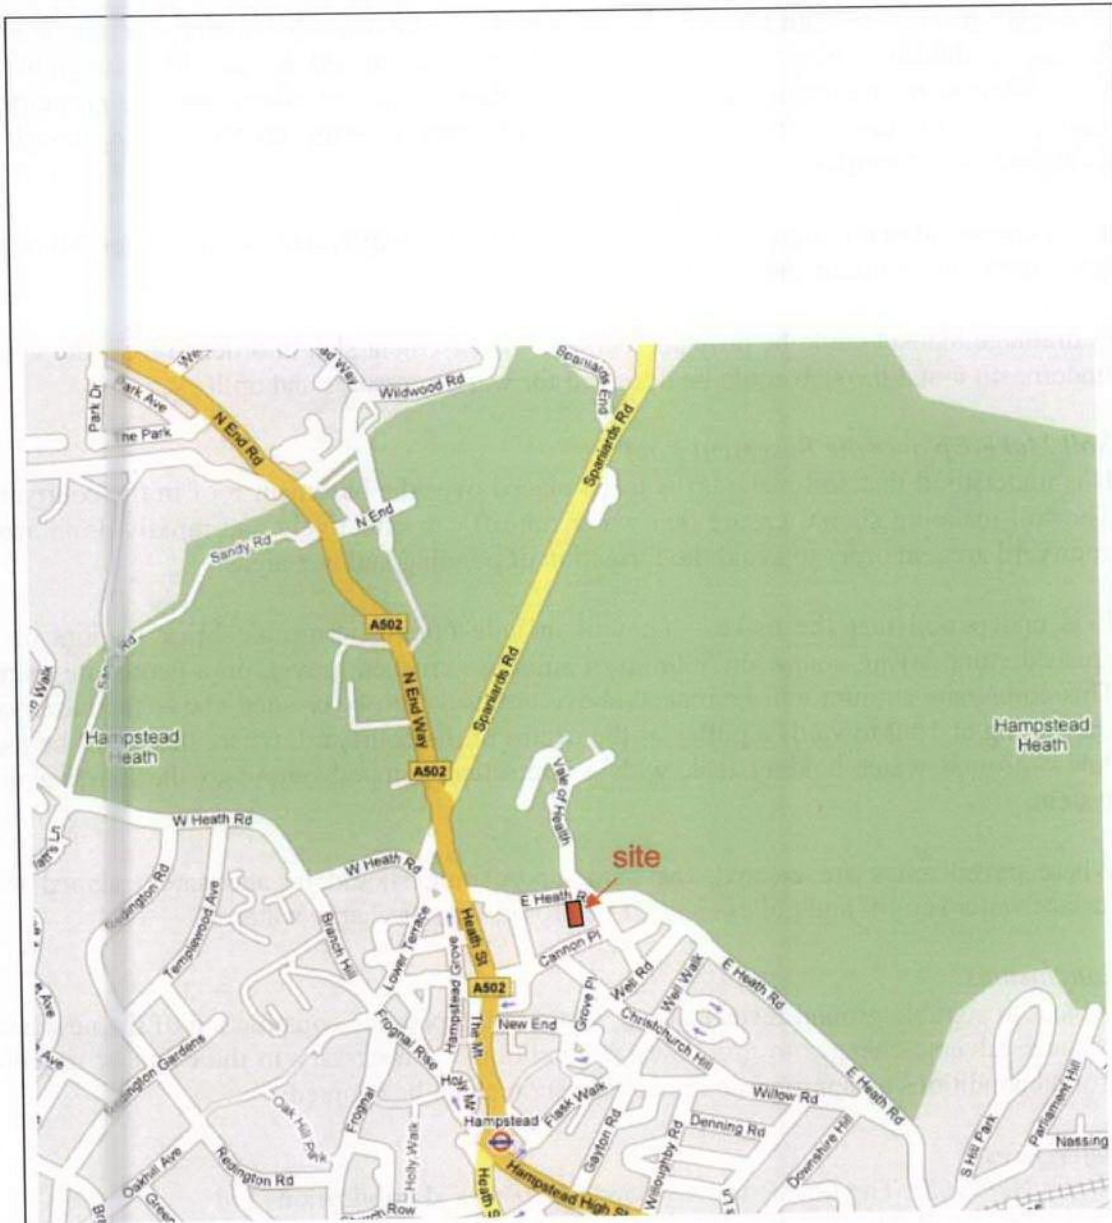 Spaniards End
Wildwood Rd
Park Dr
Park Ave
The Park
N End Rd
Spaniards Rd
N End
Sandy Rd
A502
N End Way
Spaniards Rd
Hampstead
Heath
Hampstead
Heath
A502
Vale of Health
W Heath Rd
site
W Heath Rd
E Heath Rd
Redington Rd
Templewood Ave
Branch Hill
Lower Terrace
Hampstead Grove
Heath St
Cannon Pl
A502
Grove Pl
Well Rd
Well Walk
E Heath Rd
The Mt
New End
Christchurch Hill
Redington Gardens
Frognal Rise
Holly Mt
Hampstead
Flask Walk
Willow Rd
E Heath Rd
Oak Hill Park
Frognal
Holly Walk
Gayton Rd
Willoughby Rd
Denning Rd
Downshire Hill
S Hill Park
Parliament Hill
Nassing
Oakhill Ave
Redington Rd
Heath S
Hampstead High St
Row